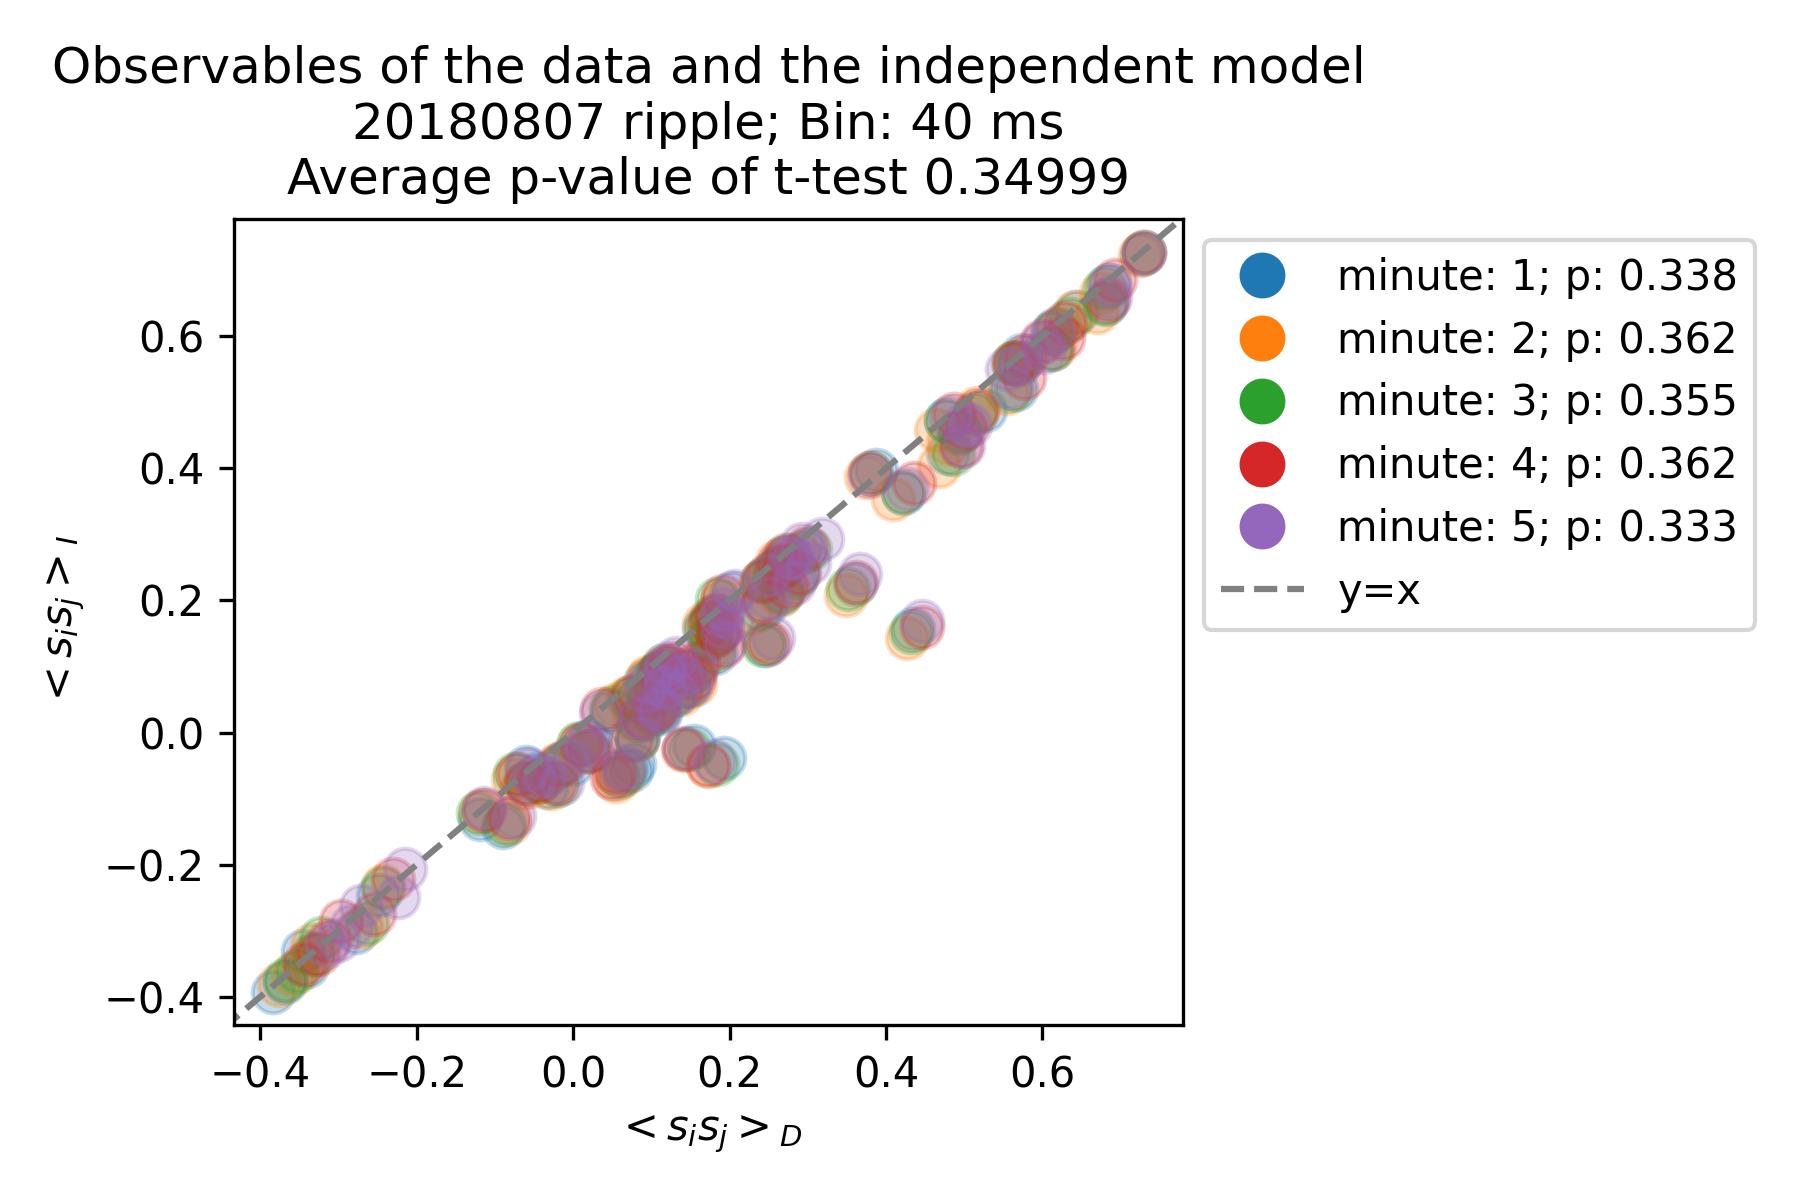 Observables of the data and the independent model
20180807 ripple; Bin: 40 ms
Average p-value of t-test 0.34999
minute: 1; p: 0.338
minute: 2; p: 0.362
minute: 3; p: 0.355
minute: 4; p: 0.362
minute: 5; p: 0.333
y=x
< s_i s_j >_I
0.6
0.4
0.2
0.0
−0.2
−0.4
−0.4 −0.2 0.0 0.2 0.4 0.6
< s_i s_j >_D